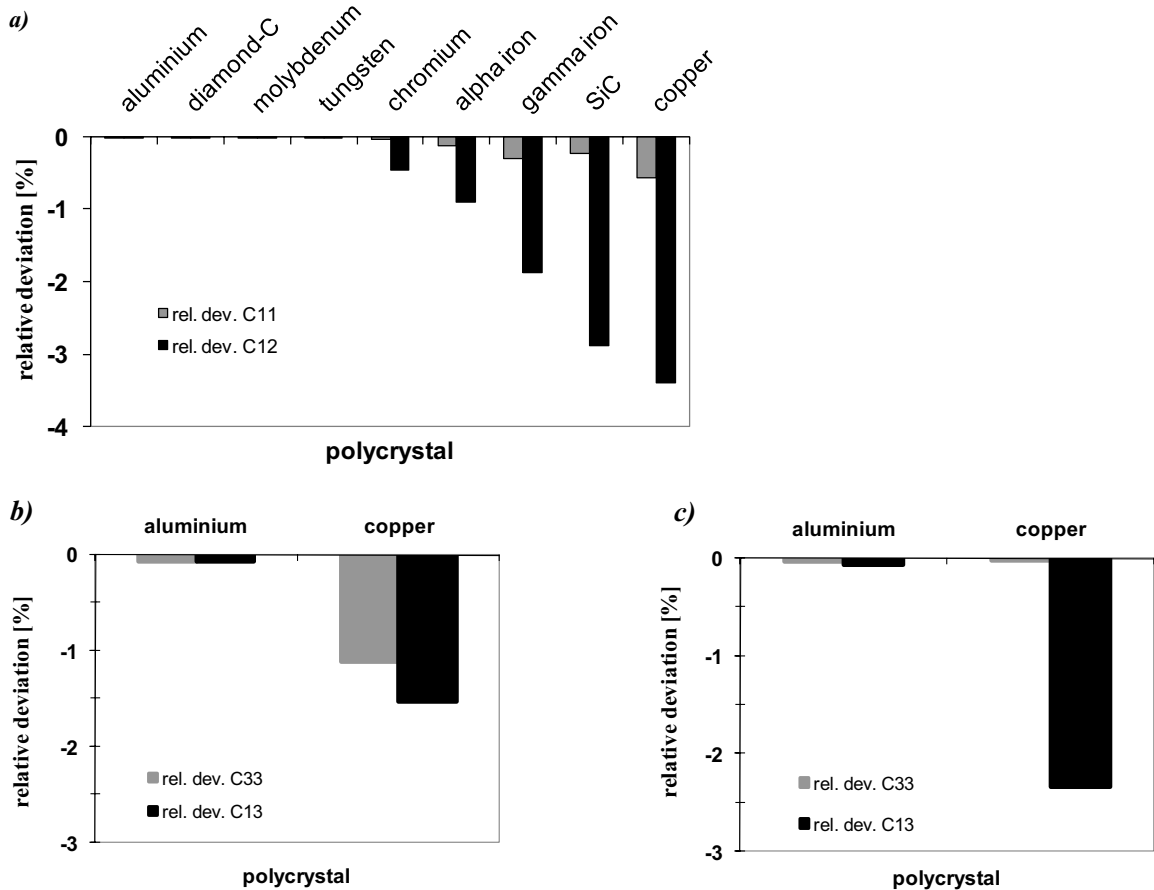 a)
aluminium
diamond-C
molybdenum
tungsten
chromium
alpha iron
gamma iron
SiC
copper
relative deviation [%]
0
-1
-2
-3
-4
rel. dev. C11
rel. dev. C12
polycrystal
b)
aluminium copper
relative deviation [%]
0
-1
-2
-3
rel. dev. C33
rel. dev. C13
polycrystal
c)
aluminium copper
relative deviation [%]
0
-1
-2
-3
rel. dev. C33
rel. dev. C13
polycrystal